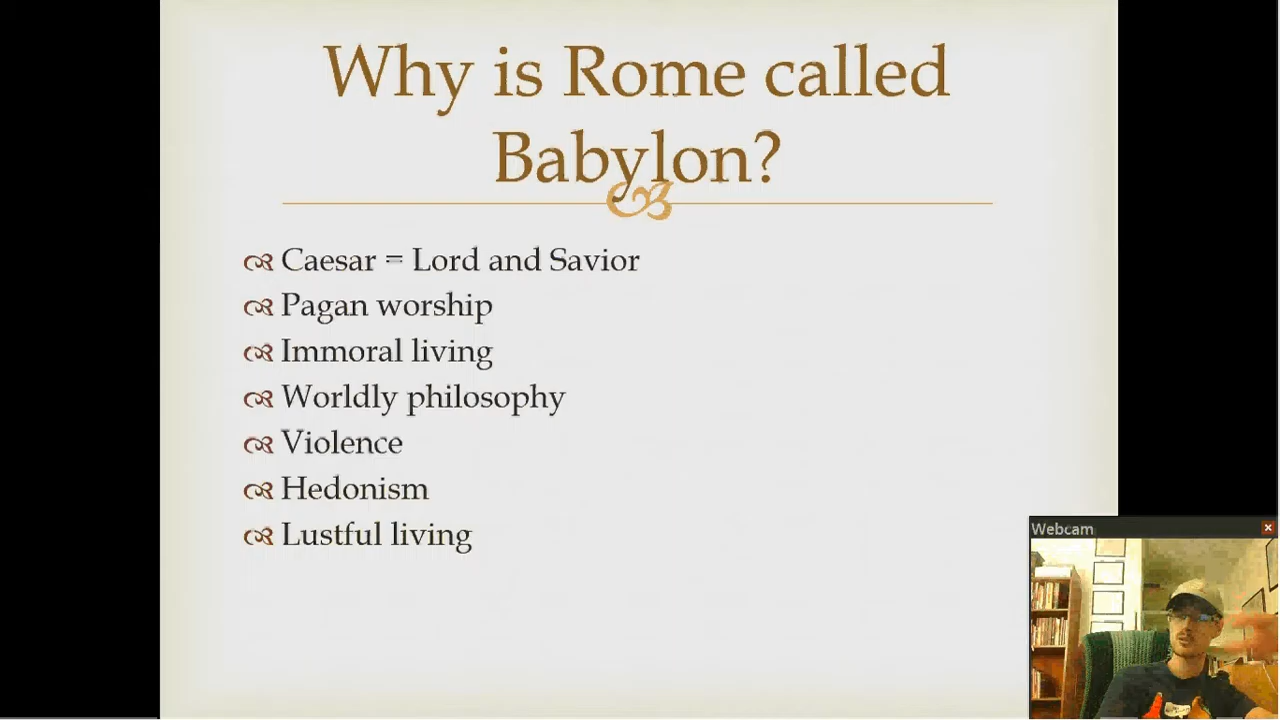 Why is Rome called
Babylon?
Caesar = Lord and Savior
Pagan worship
Immoral living
Worldly philosophy
Violence
Hedonism
Lustful living
Webcam